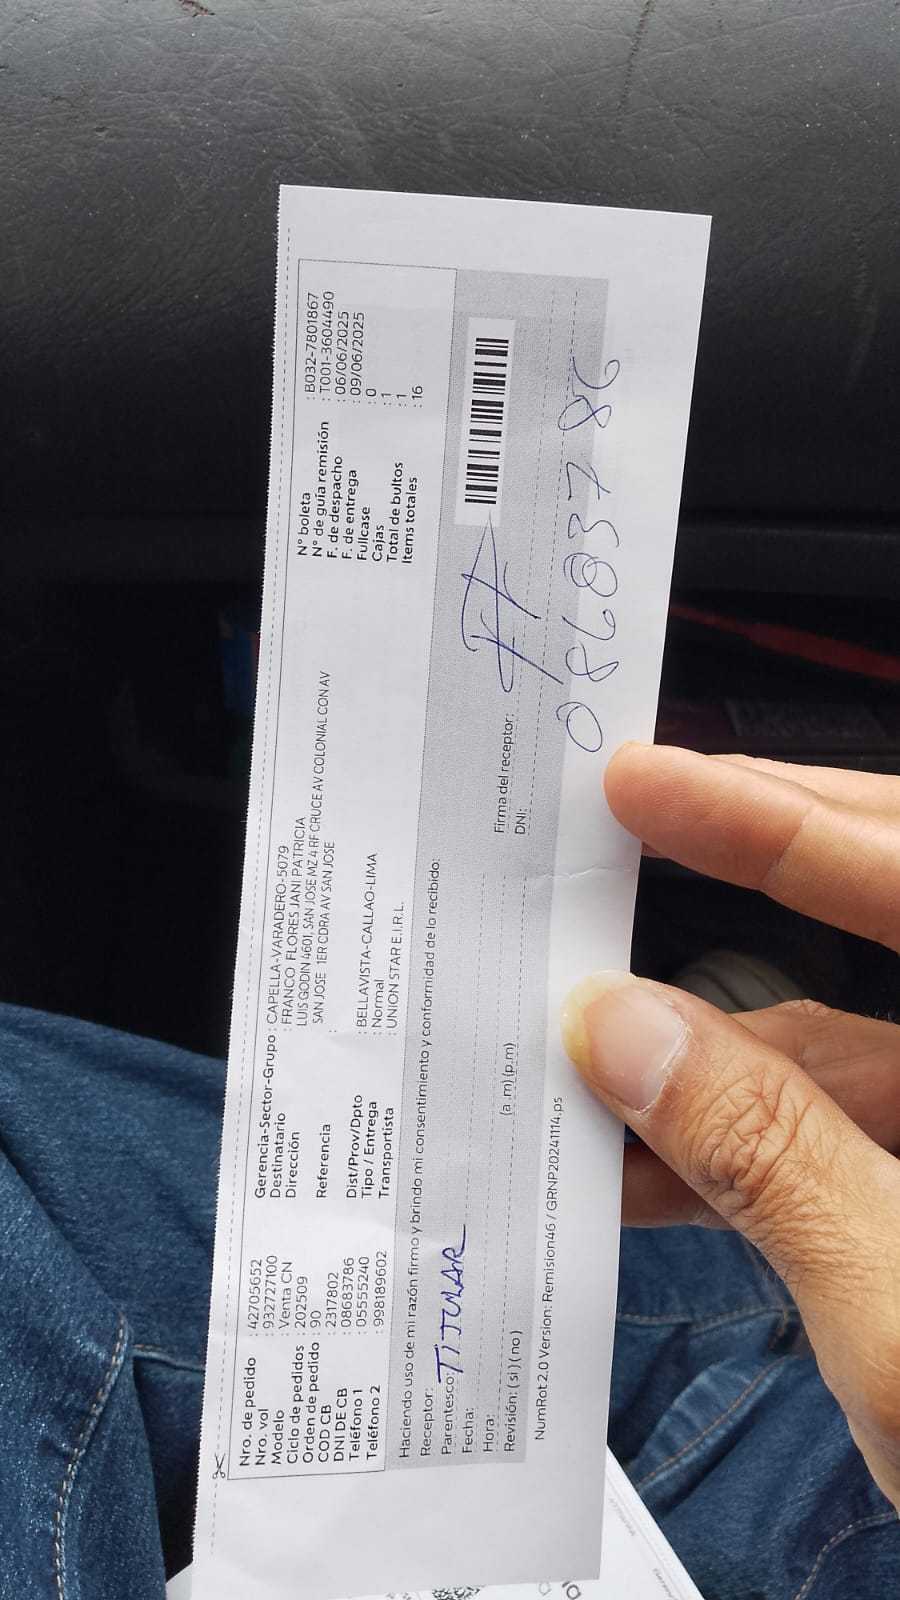 Nro. de pedido : 42705652
Nro. vol : 932727100
Modelo : Venta CN
Ciclo de pedidos : 202509
Orden de pedido : 90
COD CB : 2317802
DNI DE CB : 08683786
Teléfono 1 : 05555240
Teléfono 2 : 998189602
Gerencia-Sector-Grupo : CAPELLA-VARADERO-5079
Destinatario : FRANCO FLORES JANI PATRICIA
Dirección LUIS GODIN 4601, SAN JOSE MZ 4 RF CRUCE AV COLONIAL CON AV
SAN JOSE 1ER CDRA AV SAN JOSE
Referencia :
Dist/Prov/Dpto : BELLAVISTA-CALLAO-LIMA
Tipo / Entrega : Normal
Transportista : UNION STAR E.I.R.L.
N° boleta : B032-7801867
N° de guía remisión : T001-3604490
F. de despacho : 06/06/2025
F. de entrega : 09/06/2025
Fullcase : 0
Cajas : 1
Total de bultos : 1
Items totales : 16
Haciendo uso de mi razón firmo y brindo mi consentimiento y conformidad de lo recibido:
Receptor:
Parentesco: TITULAR
Fecha:
Hora: (a .m) (p.m)
Revisión: ( si ) ( no )
Firma del receptor:
DNI: 08683786
NumRot 2.0 Version: Remision46 / GRNP20241114.ps